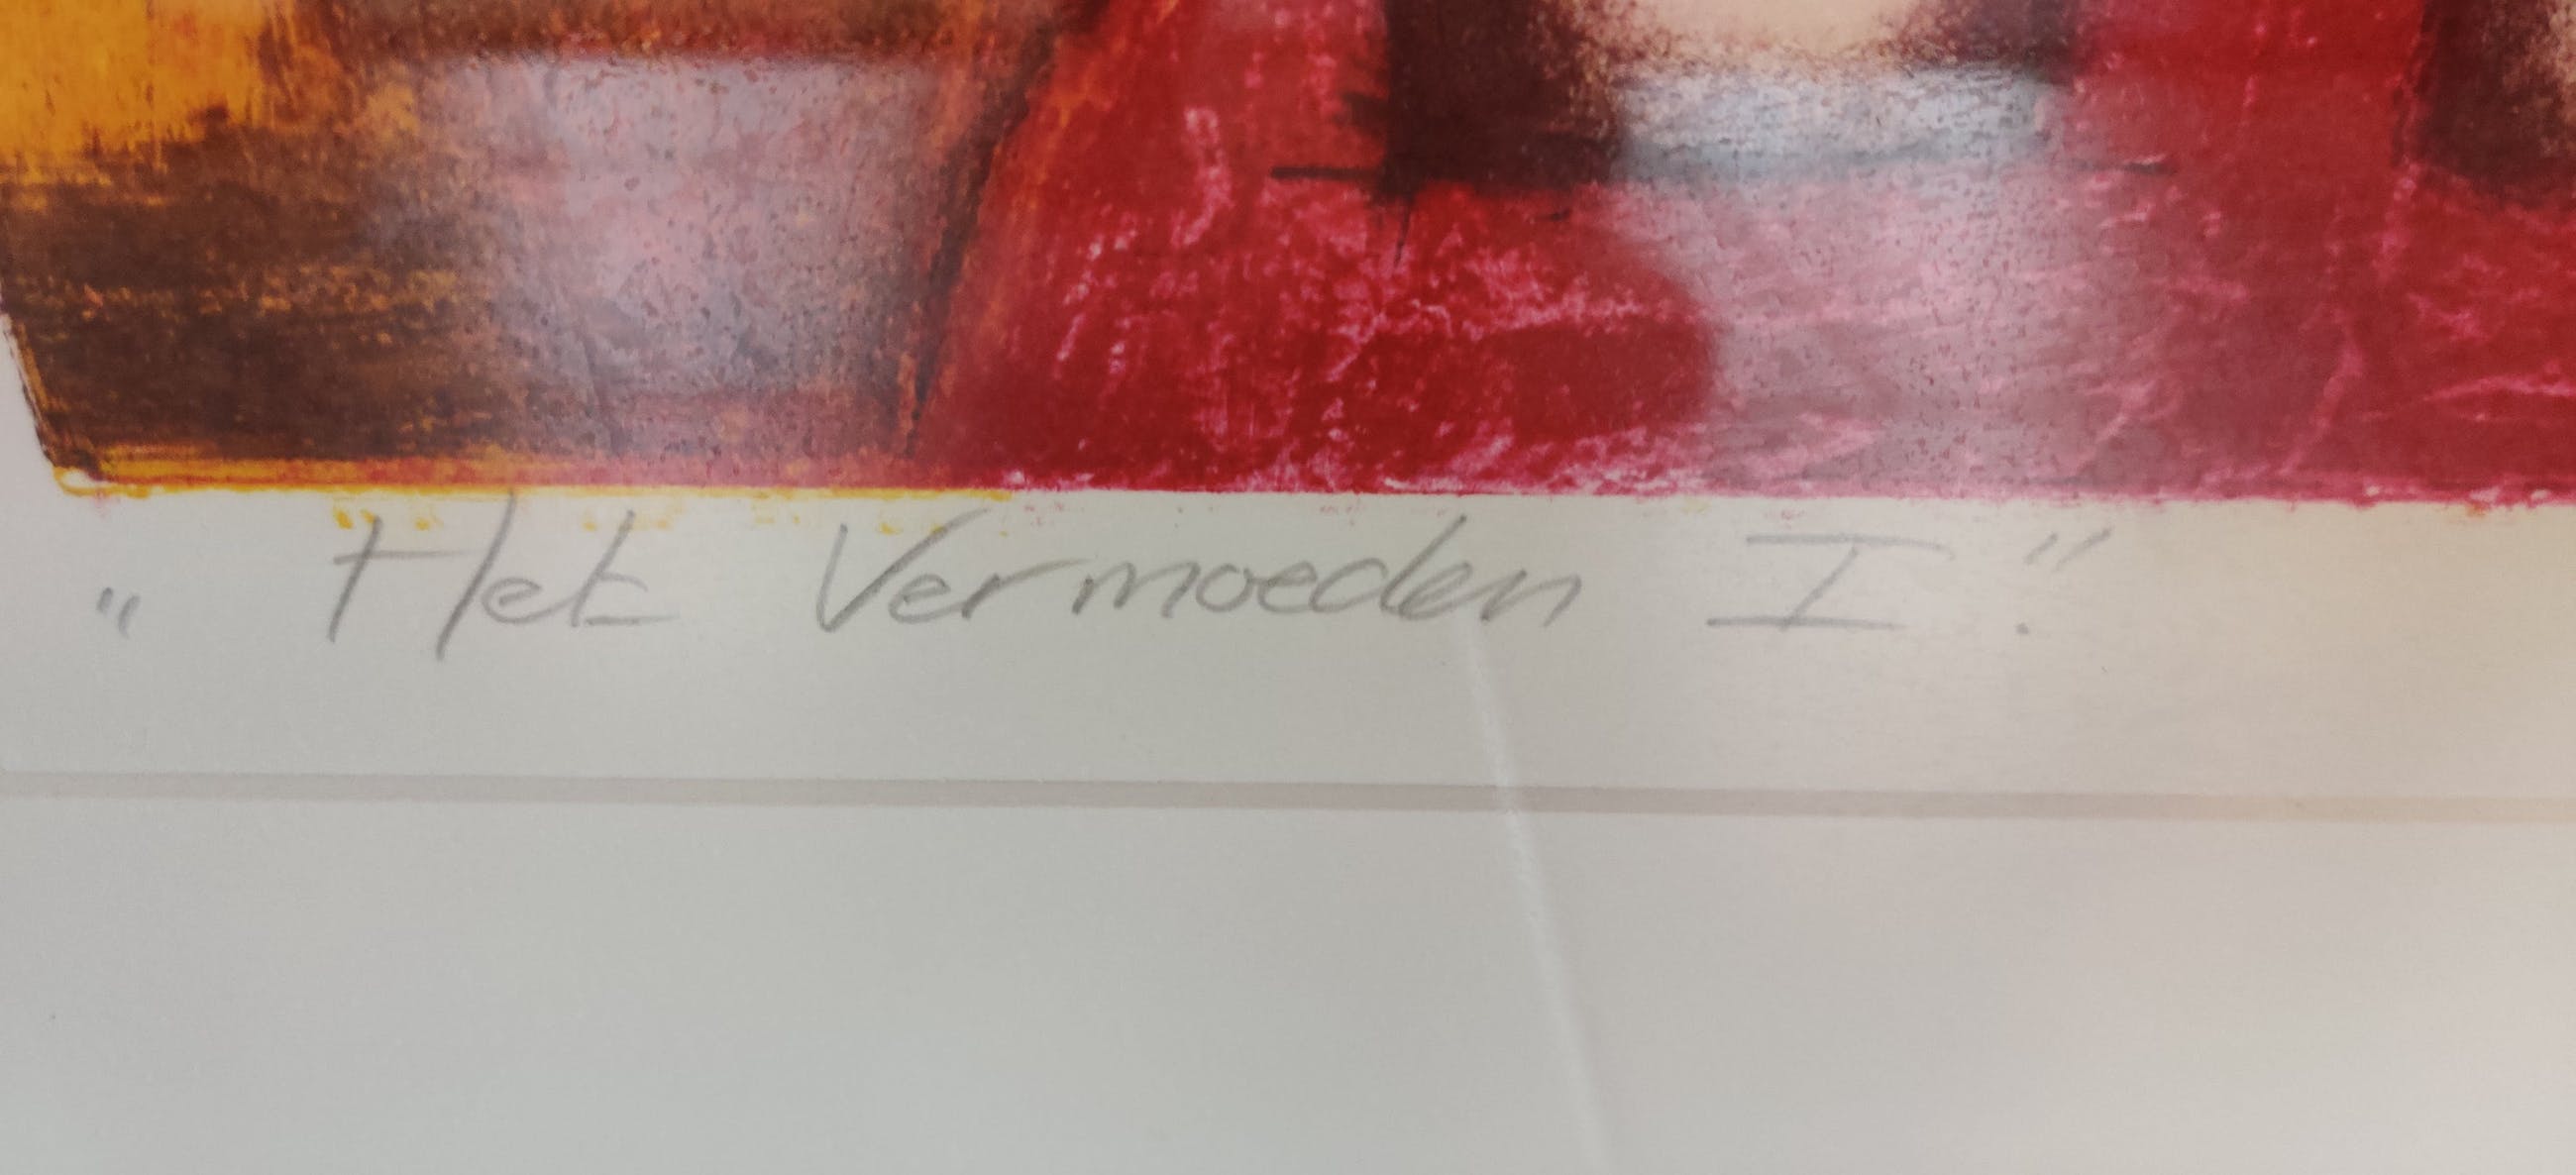 „ Het Vermoeden I."